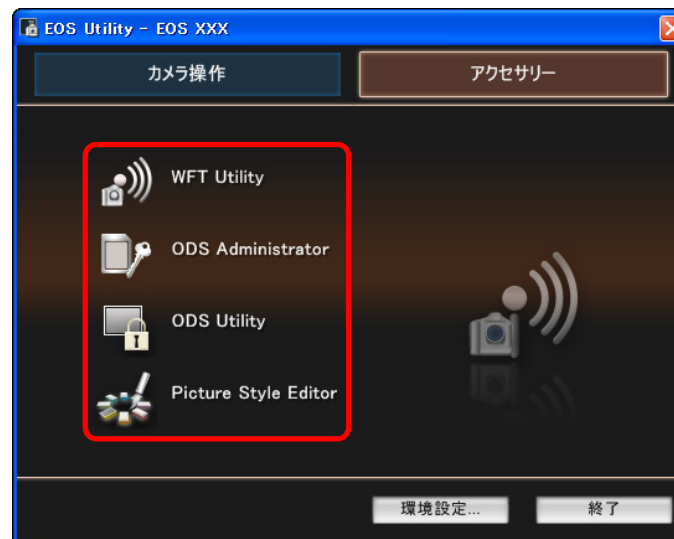 EOS Utility - EOS XXX
カメラ操作
アクセサリー
WFT Utility
ODS Administrator
ODS Utility
Picture Style Editor
環境設定...
終了